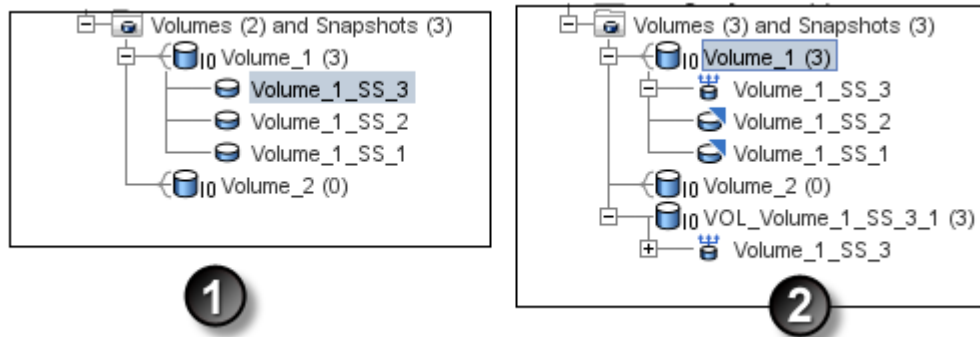 Volumes (2) and Snapshots (3)
Volume_1 (3)
Volume_1_SS_3
Volume_1_SS_2
Volume_1_SS_1
Volume_2 (0)
1
Volumes (3) and Snapshots (3)
Volume_1 (3)
Volume_1_SS_3
Volume_1_SS_2
Volume_1_SS_1
Volume_2 (0)
VOL_Volume_1_SS_3_1 (3)
Volume_1_SS_3
2